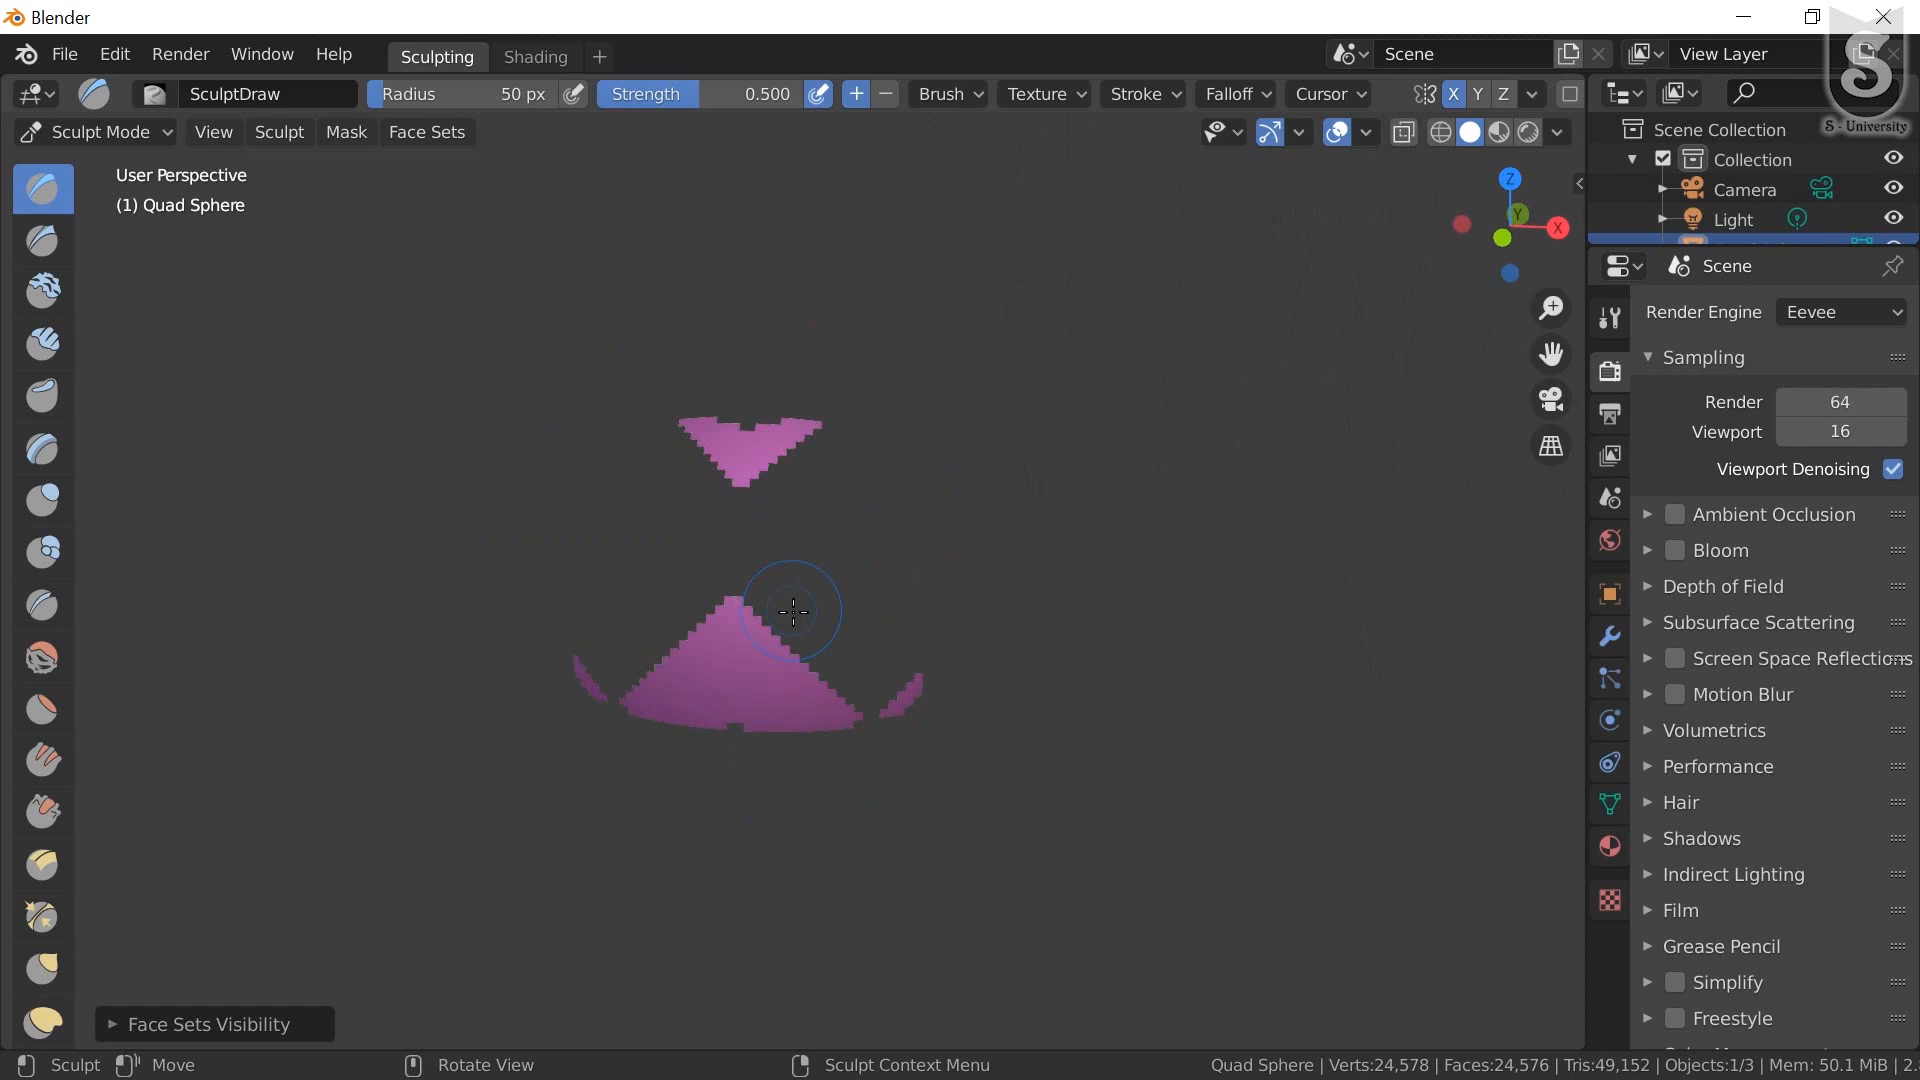 Blender
File Edit Render Window Help Sculpting Shading + Scene View Layer
SculptDraw Radius 50 px Strength 0.500 Brush Texture Stroke Falloff Cursor X Y Z
S
S - University
Sculpt Mode View Sculpt Mask Face Sets
Scene Collection
Collection
Camera
Light
User Perspective
(1) Quad Sphere
Z
Y
X
Scene
Render Engine Eevee
Sampling
Render 64
Viewport 16
Viewport Denoising
Ambient Occlusion
Bloom
Depth of Field
Subsurface Scattering
Screen Space Reflections
Motion Blur
Volumetrics
Performance
Hair
Shadows
Indirect Lighting
Film
Grease Pencil
Simplify
Freestyle
Face Sets Visibility
Sculpt Move Rotate View Sculpt Context Menu Quad Sphere | Verts:24,578 | Faces:24,576 | Tris:49,152 | Objects:1/3 | Mem: 50.1 MiB | 2.